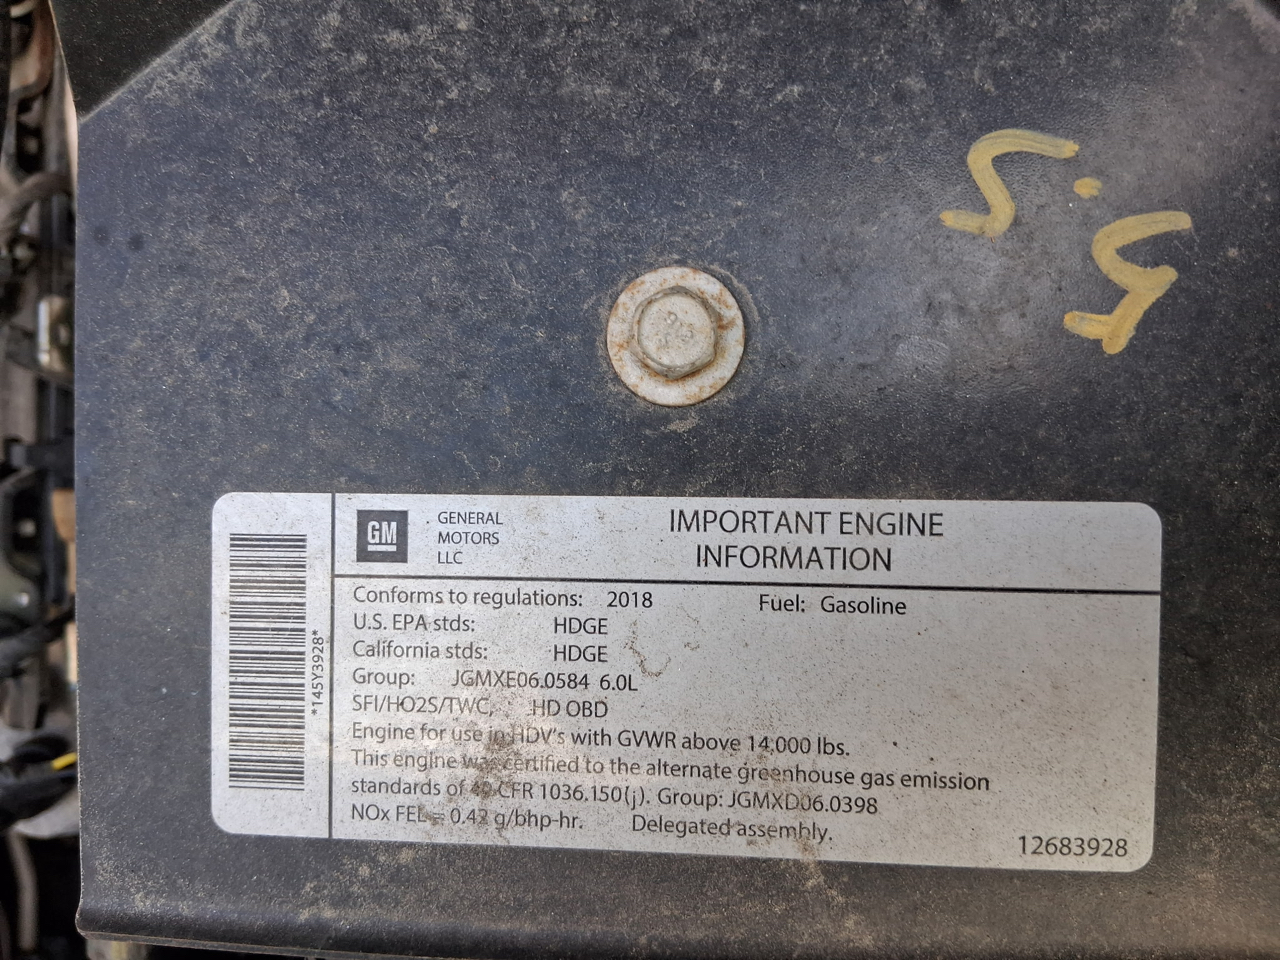 5.5
GM
GENERAL
MOTORS
LLC
IMPORTANT ENGINE
INFORMATION
Conforms to regulations: 2018 Fuel: Gasoline
U.S. EPA stds: HDGE
California stds: HDGE
Group: JGMXE06.0584 6.0L
SFI/HO2S/TWC, HD OBD
Engine for use in HDV's with GVWR above 14,000 lbs.
This engine was certified to the alternate greenhouse gas emission
standards of 40 CFR 1036.150(j). Group: JGMXD06.0398
NOx FEL = 0.42 g/bhp-hr. Delegated assembly.
12683928
*145Y3928*